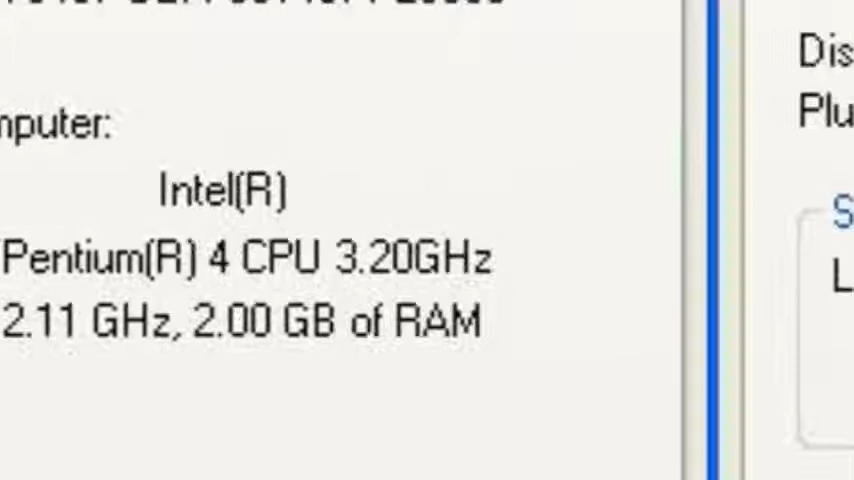 mputer:
Intel(R)
Pentium(R) 4 CPU 3.20GHz
2.11 GHz, 2.00 GB of RAM
Dis
Plu
S
L